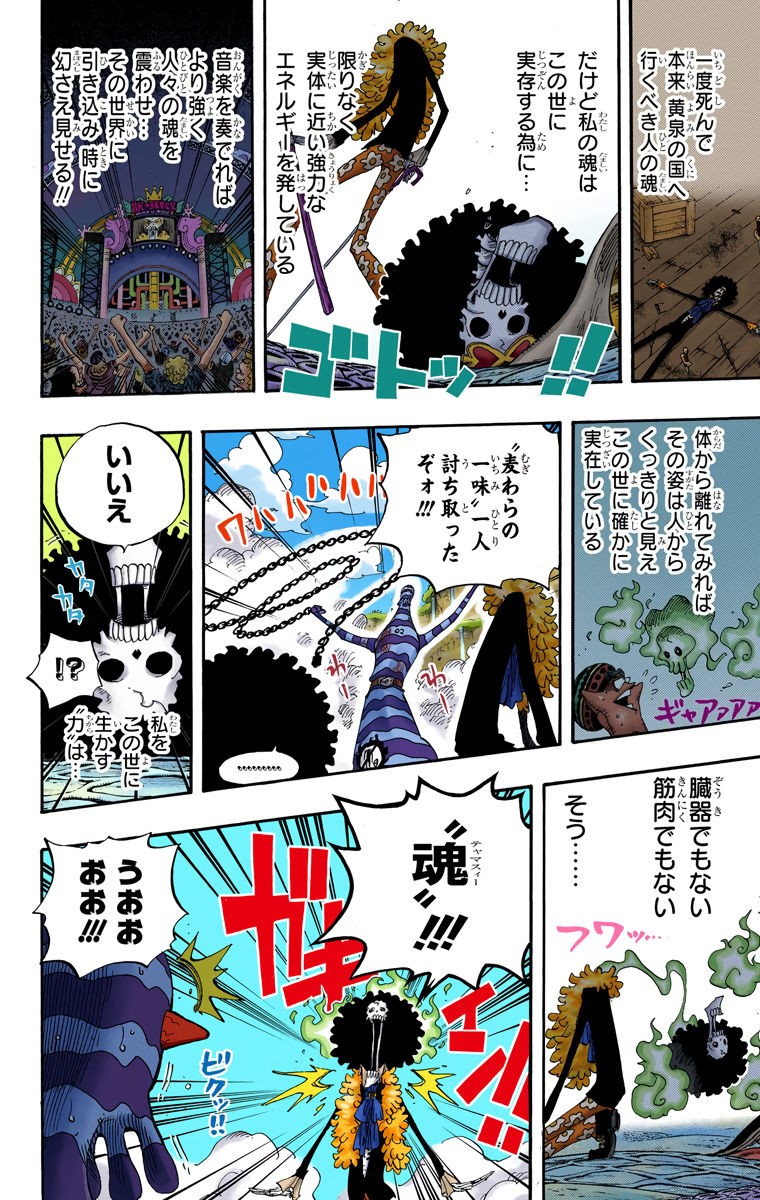 一度死んで
本来 黄泉の国へ
行くべき人の魂
だけど私の魂は
この世に
実存する為に…
限りなく
実体に近い強力な
エネルギーを発している
ゴトッ!!
音楽を奏でれば
より強く
人々の魂を
震わせ…
その世界に
引き込み 時に
幻さえ見せる!!
体から離れてみれば
その姿は人から
くっきりと見え
この世に確かに
実在している
ギャアァアア
〝麦わらの
一味〟一人
討ち取った
ぞォ!!!
ワハハハハハハ
わー
わー
いいえ
カタ
カタ
!?
私を
この世に
生かす
〝力〟は…
臓器でもない
筋肉でもない
そう……
フワッ…
〝魂〟!!!
ガキィン!!
うおお
おお!!!
ビクッ!!